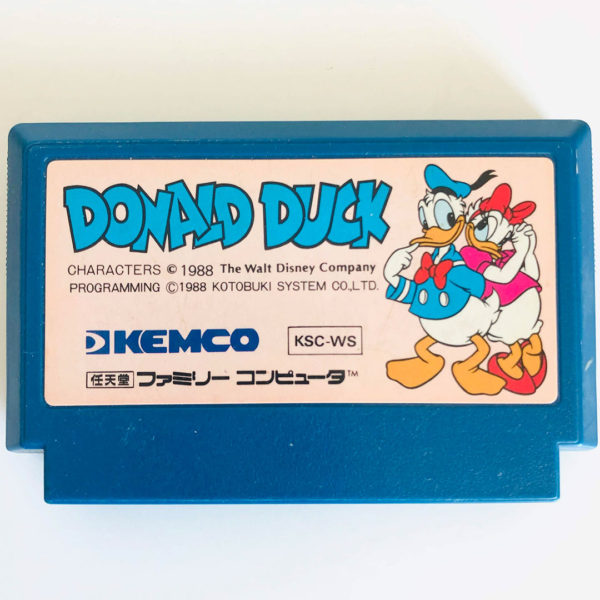 DONALD DUCK
CHARACTERS © 1988 The Walt Disney Company
PROGRAMMING © 1988 KOTOBUKI SYSTEM CO., LTD.
KEMCO
KSC-WS
任天堂 ファミリー コンピュータ™